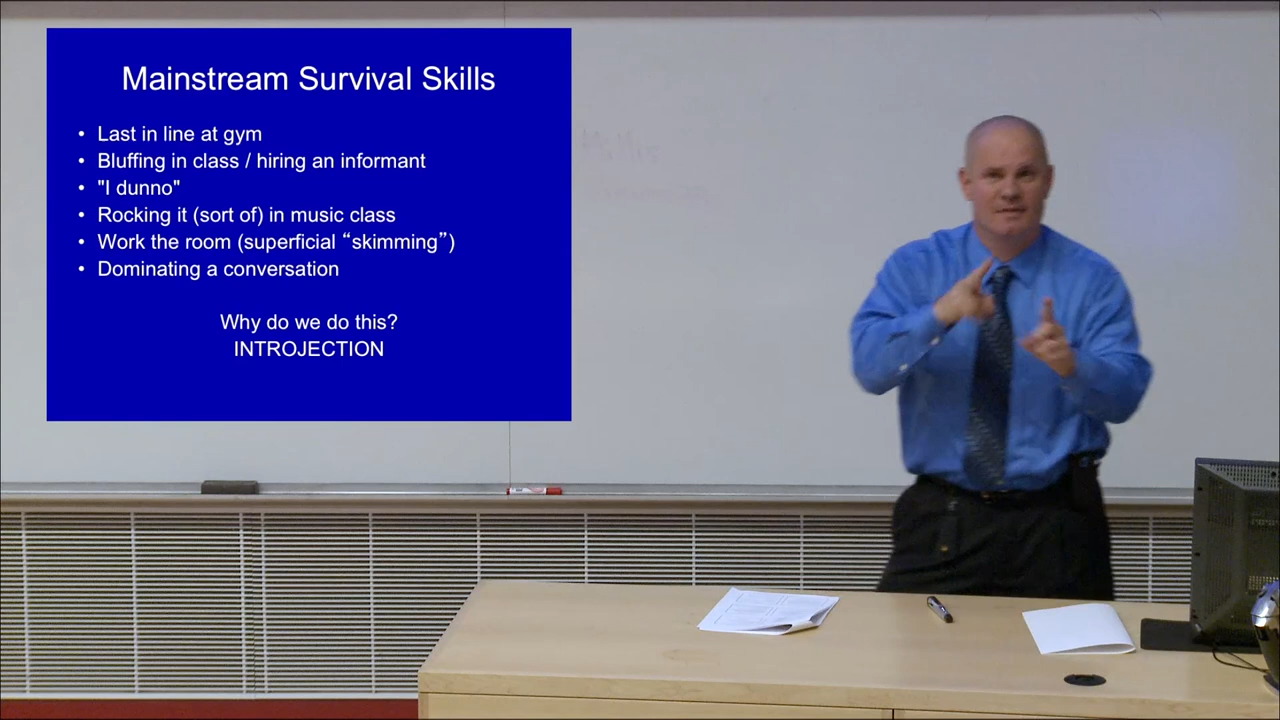 Mainstream Survival Skills
• Last in line at gym
• Bluffing in class / hiring an informant
• "I dunno"
• Rocking it (sort of) in music class
• Work the room (superficial “skimming”)
• Dominating a conversation
Why do we do this?
INTROJECTION